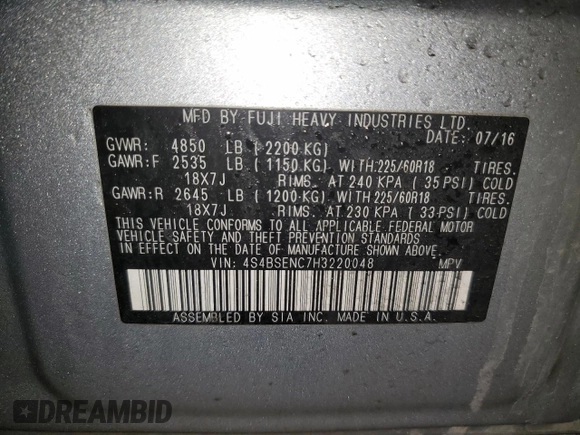 MFD BY FUJI HEAVY INDUSTRIES LTD.
DATE: 07/16
GVWR: 4850 LB (2200 KG)
GAWR:F 2535 LB (1150 KG) WITH 225/60R18 TIRES.
18X7J RIMS. AT 240 KPA (35 PSI) COLD
GAWR:R 2645 LB (1200 KG) WITH 225/60R18 TIRES.
18X7J RIMS. AT 230 KPA (33 PSI) COLD
THIS VEHICLE CONFORMS TO ALL APPLICABLE FEDERAL MOTOR
VEHICLE SAFETY AND THEFT PREVENTION STANDARDS
IN EFFECT ON THE DATE OF MANUFACTURE SHOWN ABOVE.
VIN: 4S4BSENC7H3220048 MPV
ASSEMBLED BY SIA INC. MADE IN U.S.A.
DREAMBID